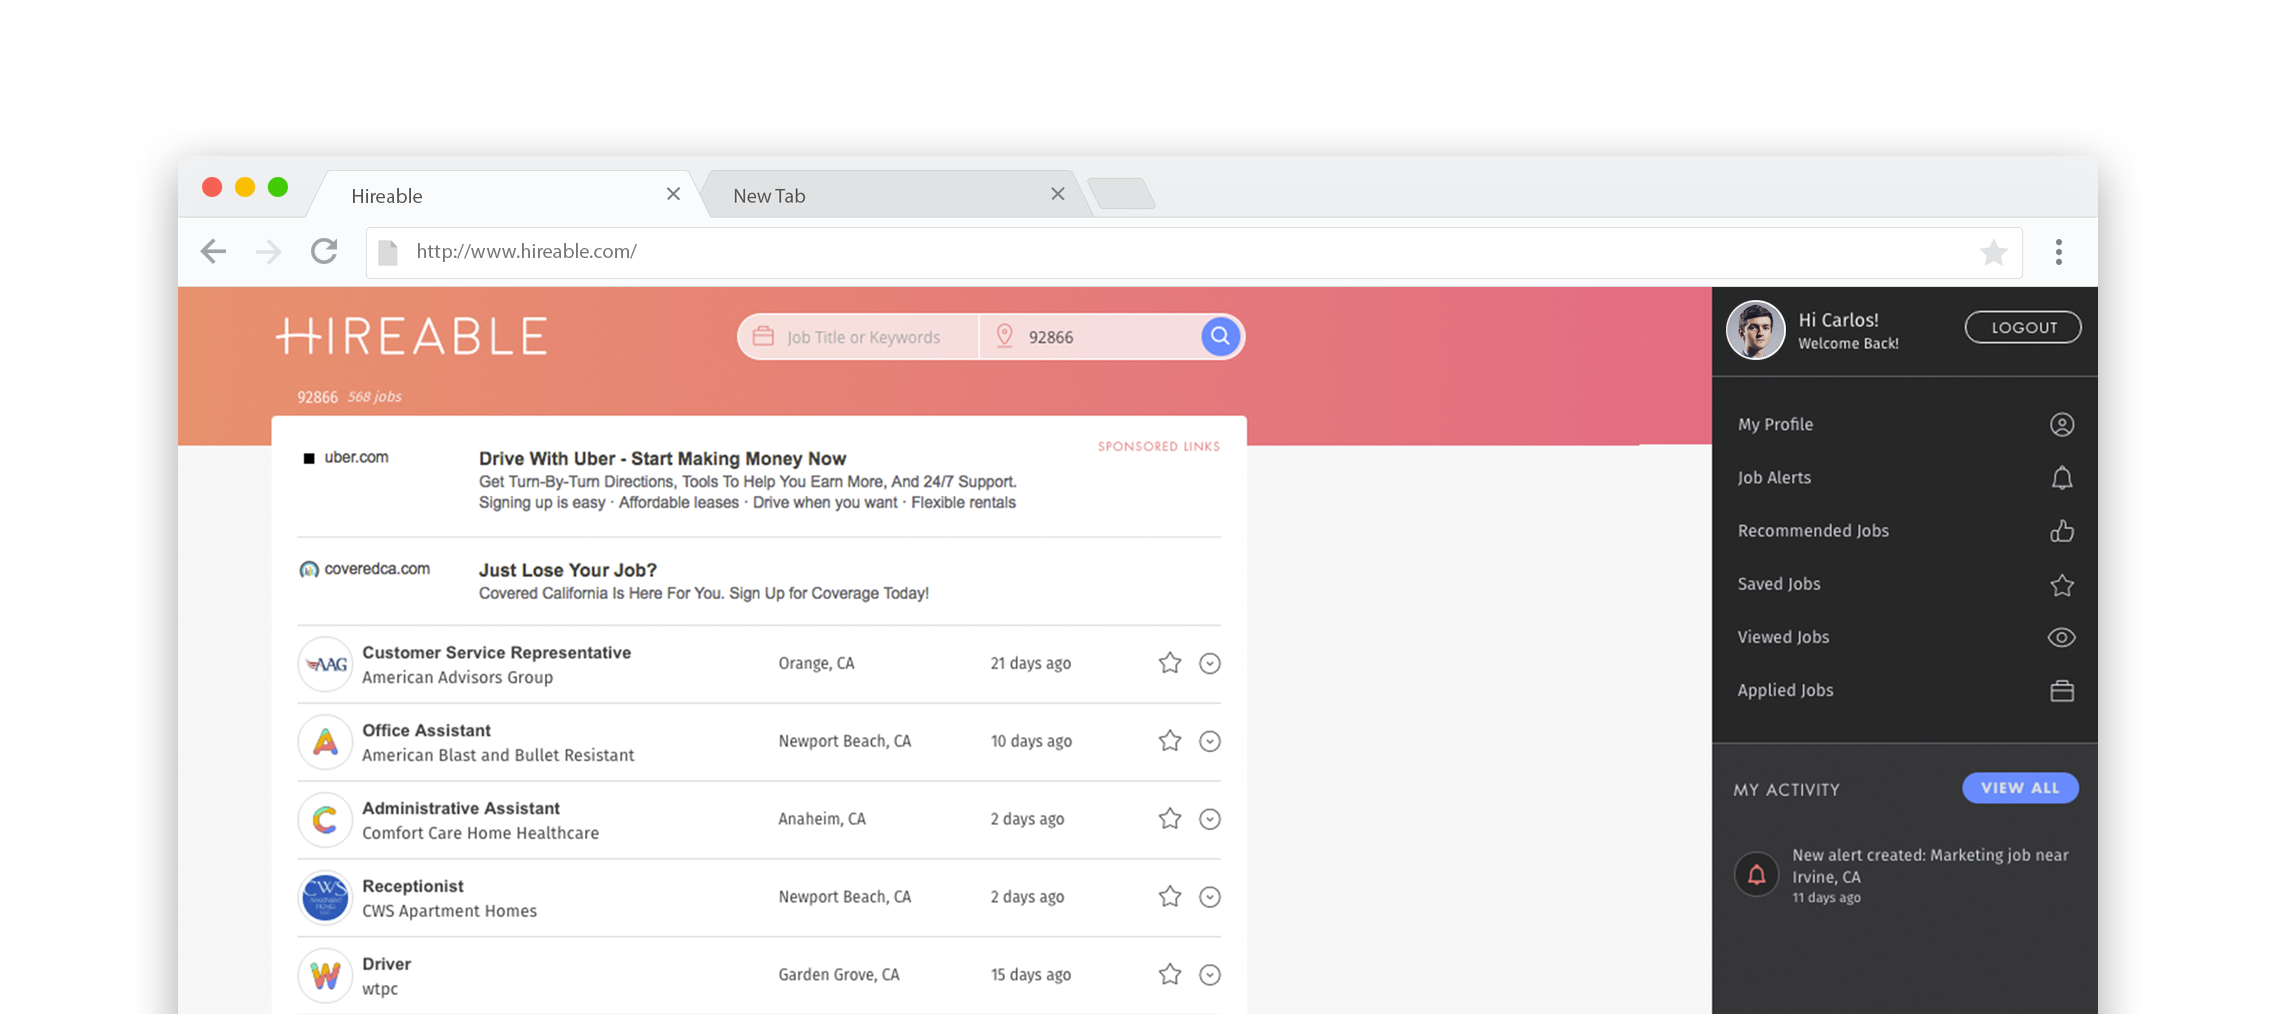 Hireable
New Tab
http://www.hireable.com/
HIREABLE
Job Title or Keywords
92866
Hi Carlos!
Welcome Back!
LOGOUT
92866 568 jobs
SPONSORED LINKS
uber.com
Drive With Uber - Start Making Money Now
Get Turn-By-Turn Directions, Tools To Help You Earn More, And 24/7 Support.
Signing up is easy · Affordable leases · Drive when you want · Flexible rentals
coveredca.com
Just Lose Your Job?
Covered California Is Here For You. Sign Up for Coverage Today!
AAG
Customer Service Representative
American Advisors Group
Orange, CA
21 days ago
A
Office Assistant
American Blast and Bullet Resistant
Newport Beach, CA
10 days ago
C
Administrative Assistant
Comfort Care Home Healthcare
Anaheim, CA
2 days ago
CWS
APARTMENT
HOMES
Receptionist
CWS Apartment Homes
Newport Beach, CA
2 days ago
W
Driver
wtpc
Garden Grove, CA
15 days ago
My Profile
Job Alerts
Recommended Jobs
Saved Jobs
Viewed Jobs
Applied Jobs
MY ACTIVITY
VIEW ALL
New alert created: Marketing job near
Irvine, CA
11 days ago